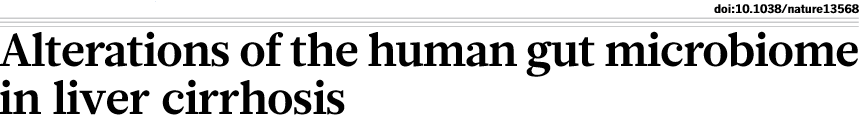 doi:10.1038/nature13568
Alterations of the human gut microbiome
in liver cirrhosis